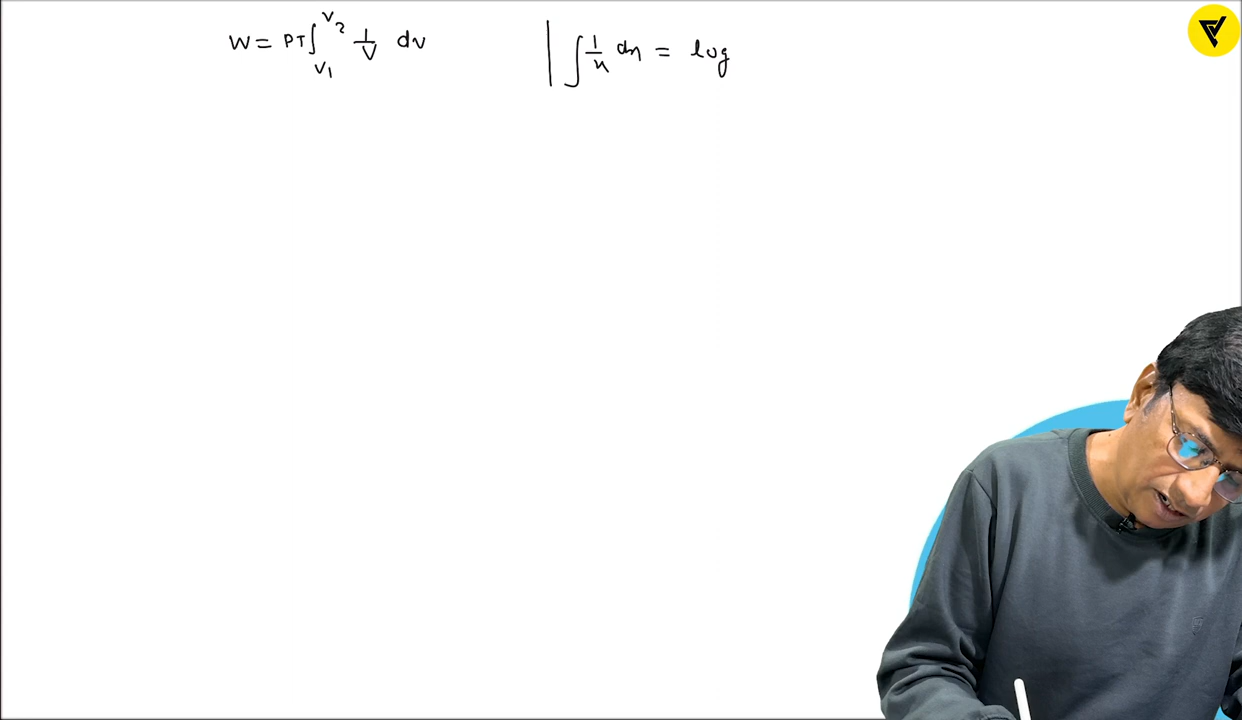 W = PT ∫_{V1}^{V2} 1/V dv | ∫ 1/x dx = log